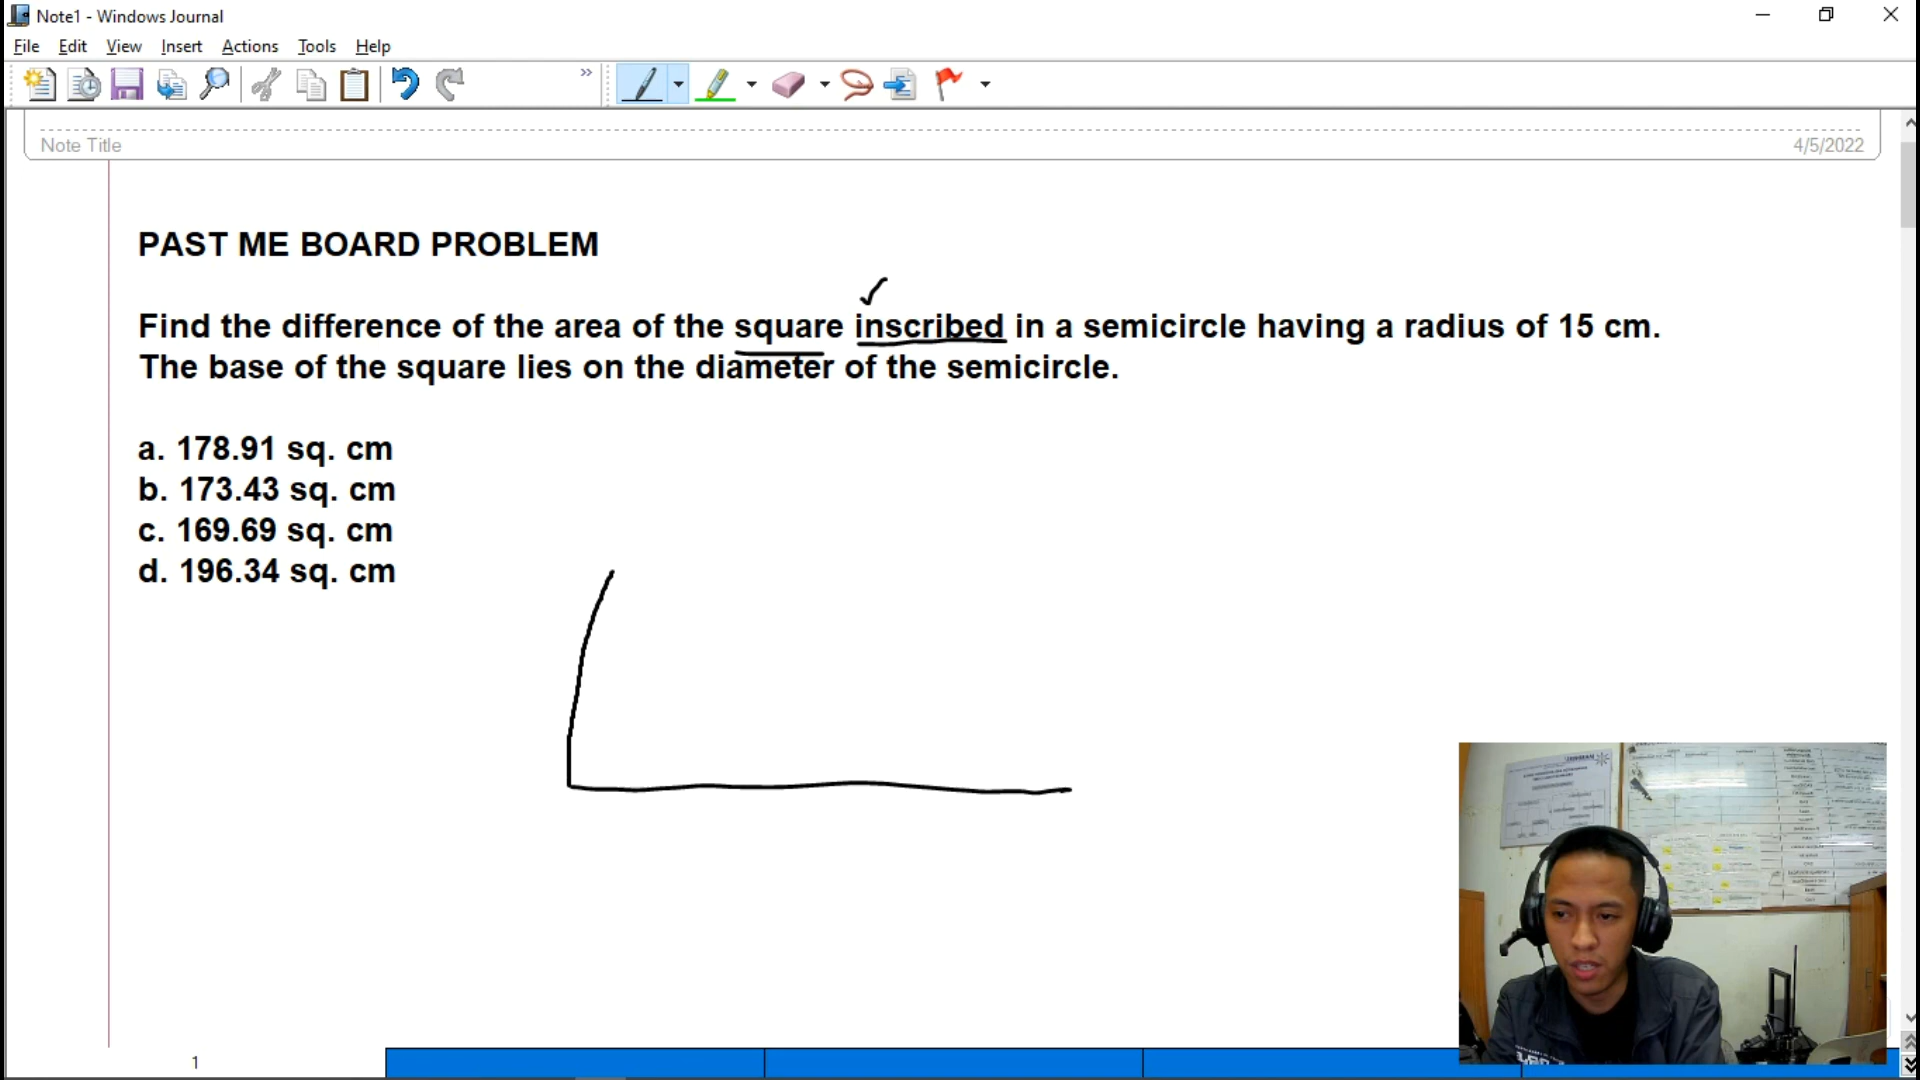 Note1 - Windows Journal
File Edit View Insert Actions Tools Help
Note Title
4/5/2022
PAST ME BOARD PROBLEM
Find the difference of the area of the square inscribed in a semicircle having a radius of 15 cm.
The base of the square lies on the diameter of the semicircle.
a. 178.91 sq. cm
b. 173.43 sq. cm
c. 169.69 sq. cm
d. 196.34 sq. cm
1